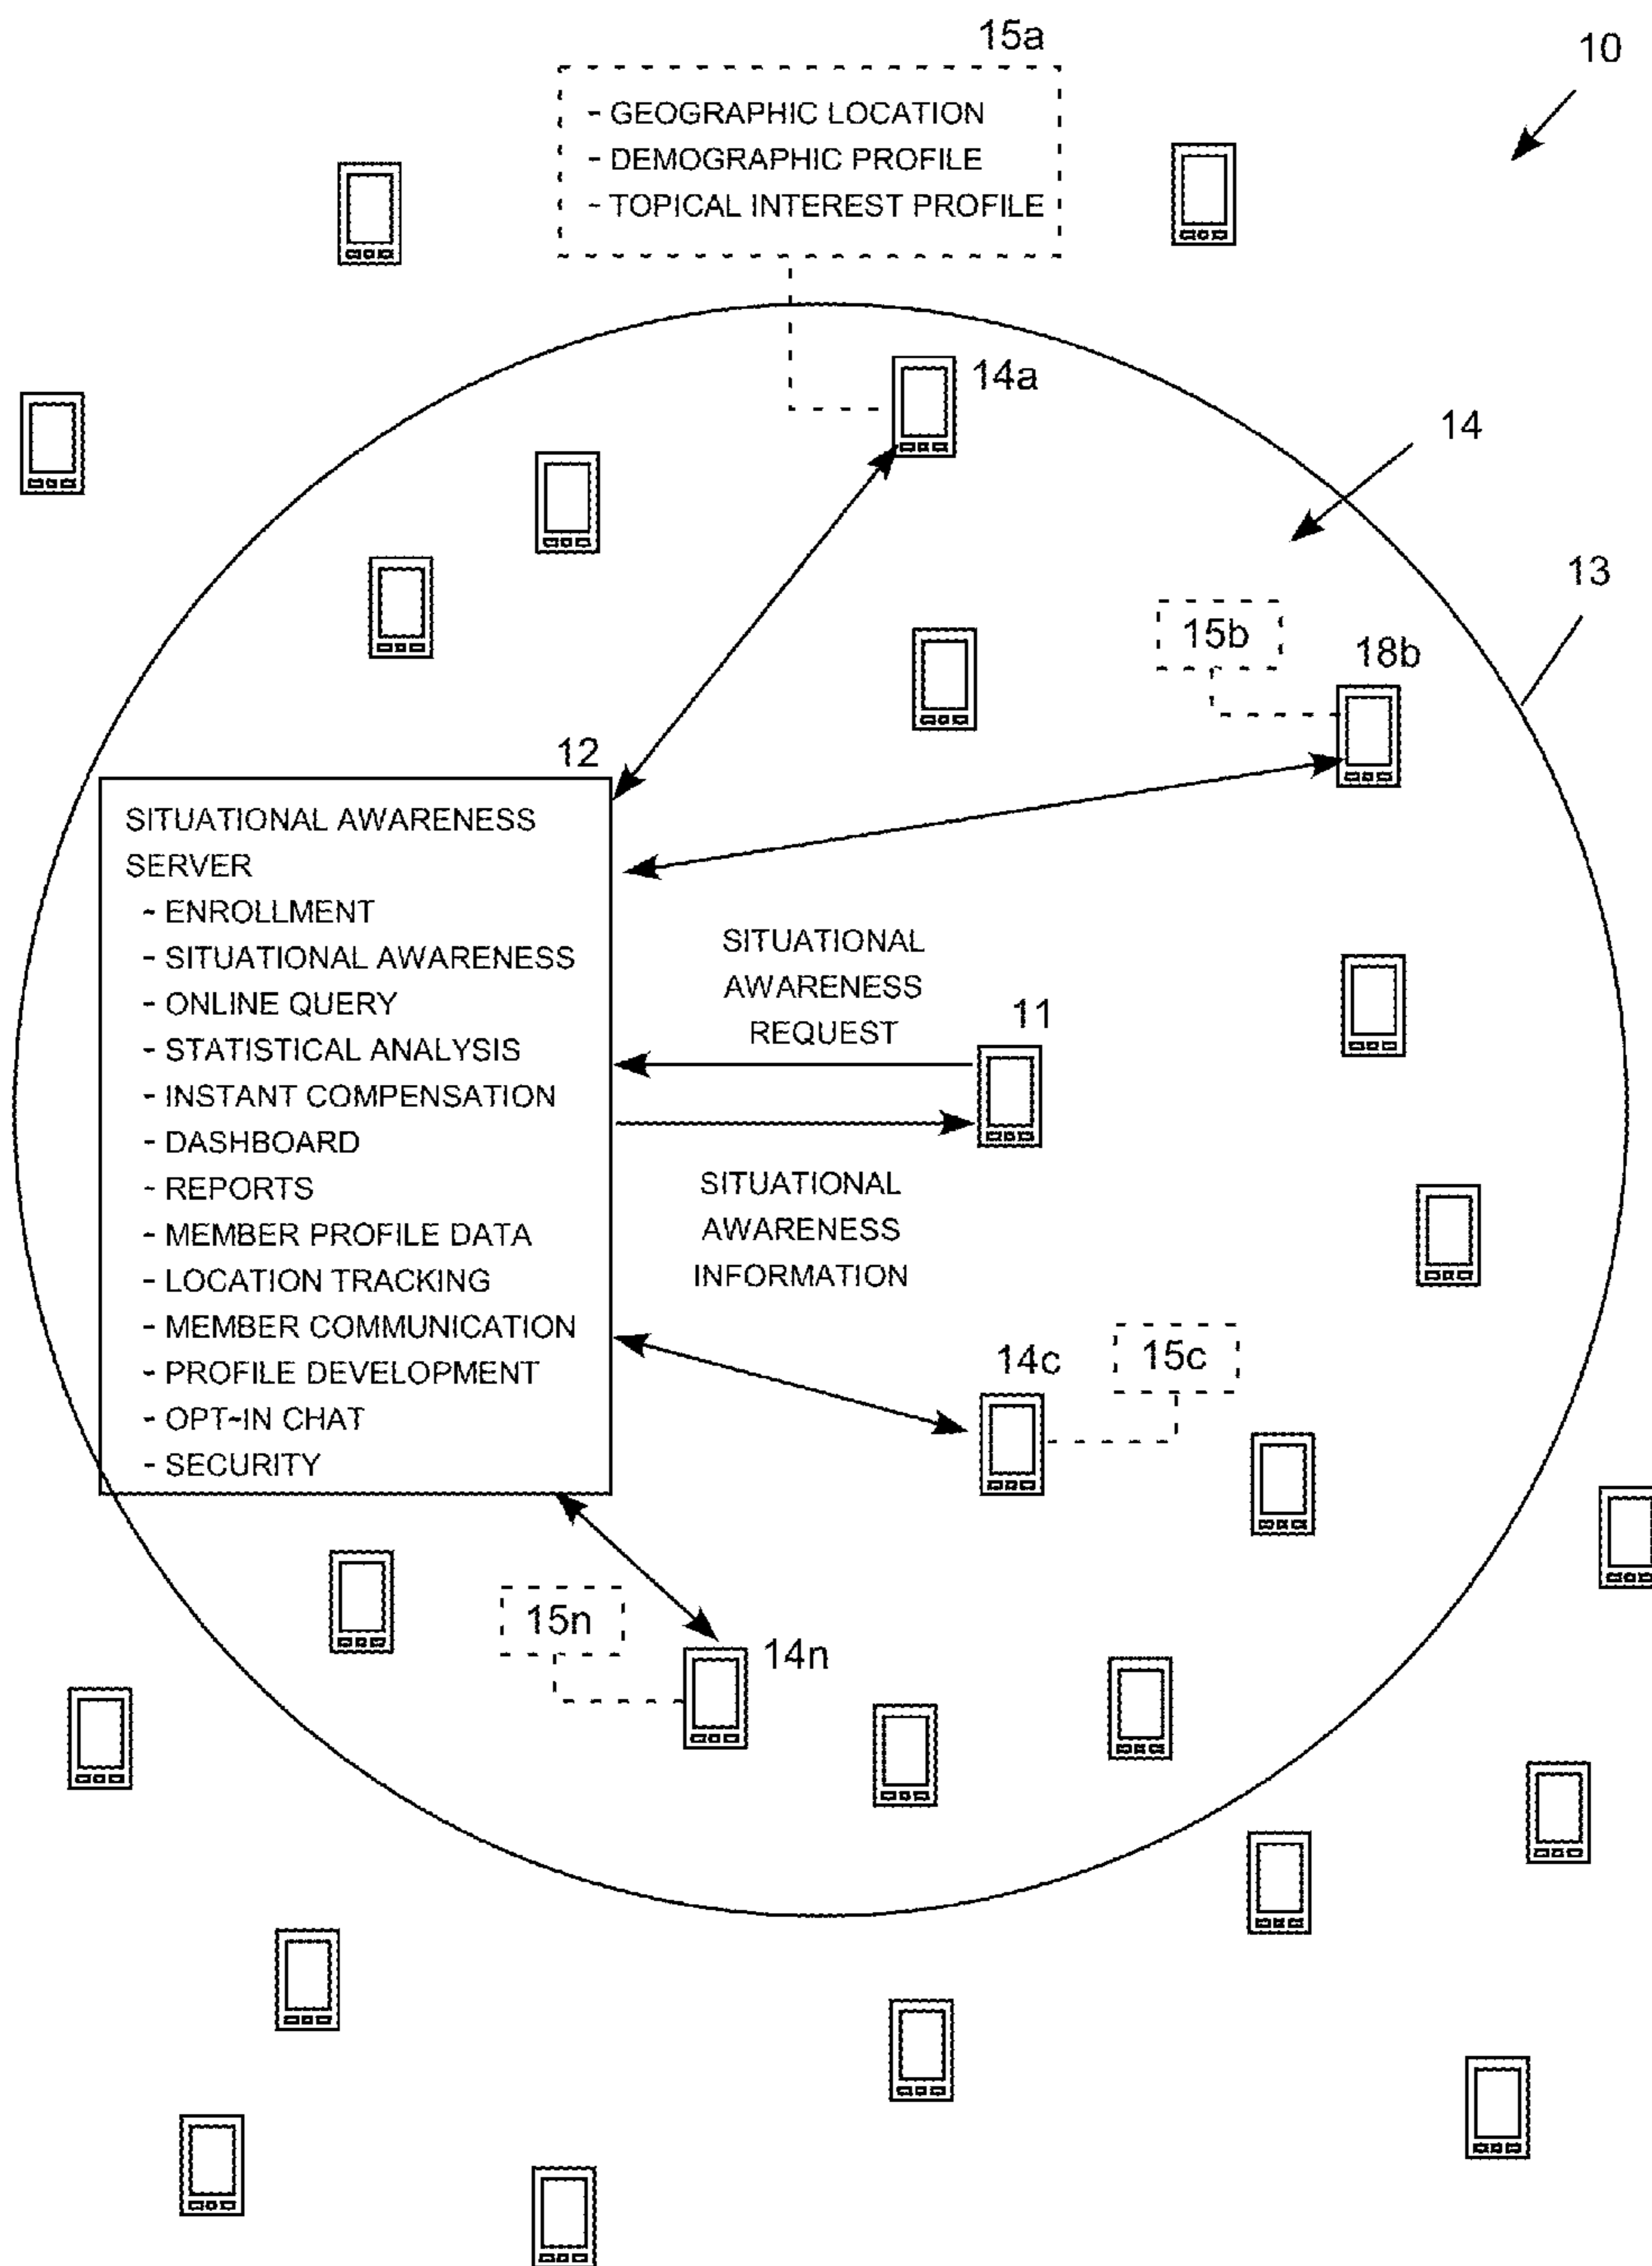 15a
10
- GEOGRAPHIC LOCATION
- DEMOGRAPHIC PROFILE
- TOPICAL INTEREST PROFILE
14a
14
13
15b
18b
12
SITUATIONAL AWARENESS
SERVER
- ENROLLMENT
- SITUATIONAL AWARENESS
- ONLINE QUERY
- STATISTICAL ANALYSIS
- INSTANT COMPENSATION
- DASHBOARD
- REPORTS
- MEMBER PROFILE DATA
- LOCATION TRACKING
- MEMBER COMMUNICATION
- PROFILE DEVELOPMENT
- OPT-IN CHAT
- SECURITY
SITUATIONAL
AWARENESS
REQUEST
11
SITUATIONAL
AWARENESS
INFORMATION
14c
15c
15n
14n